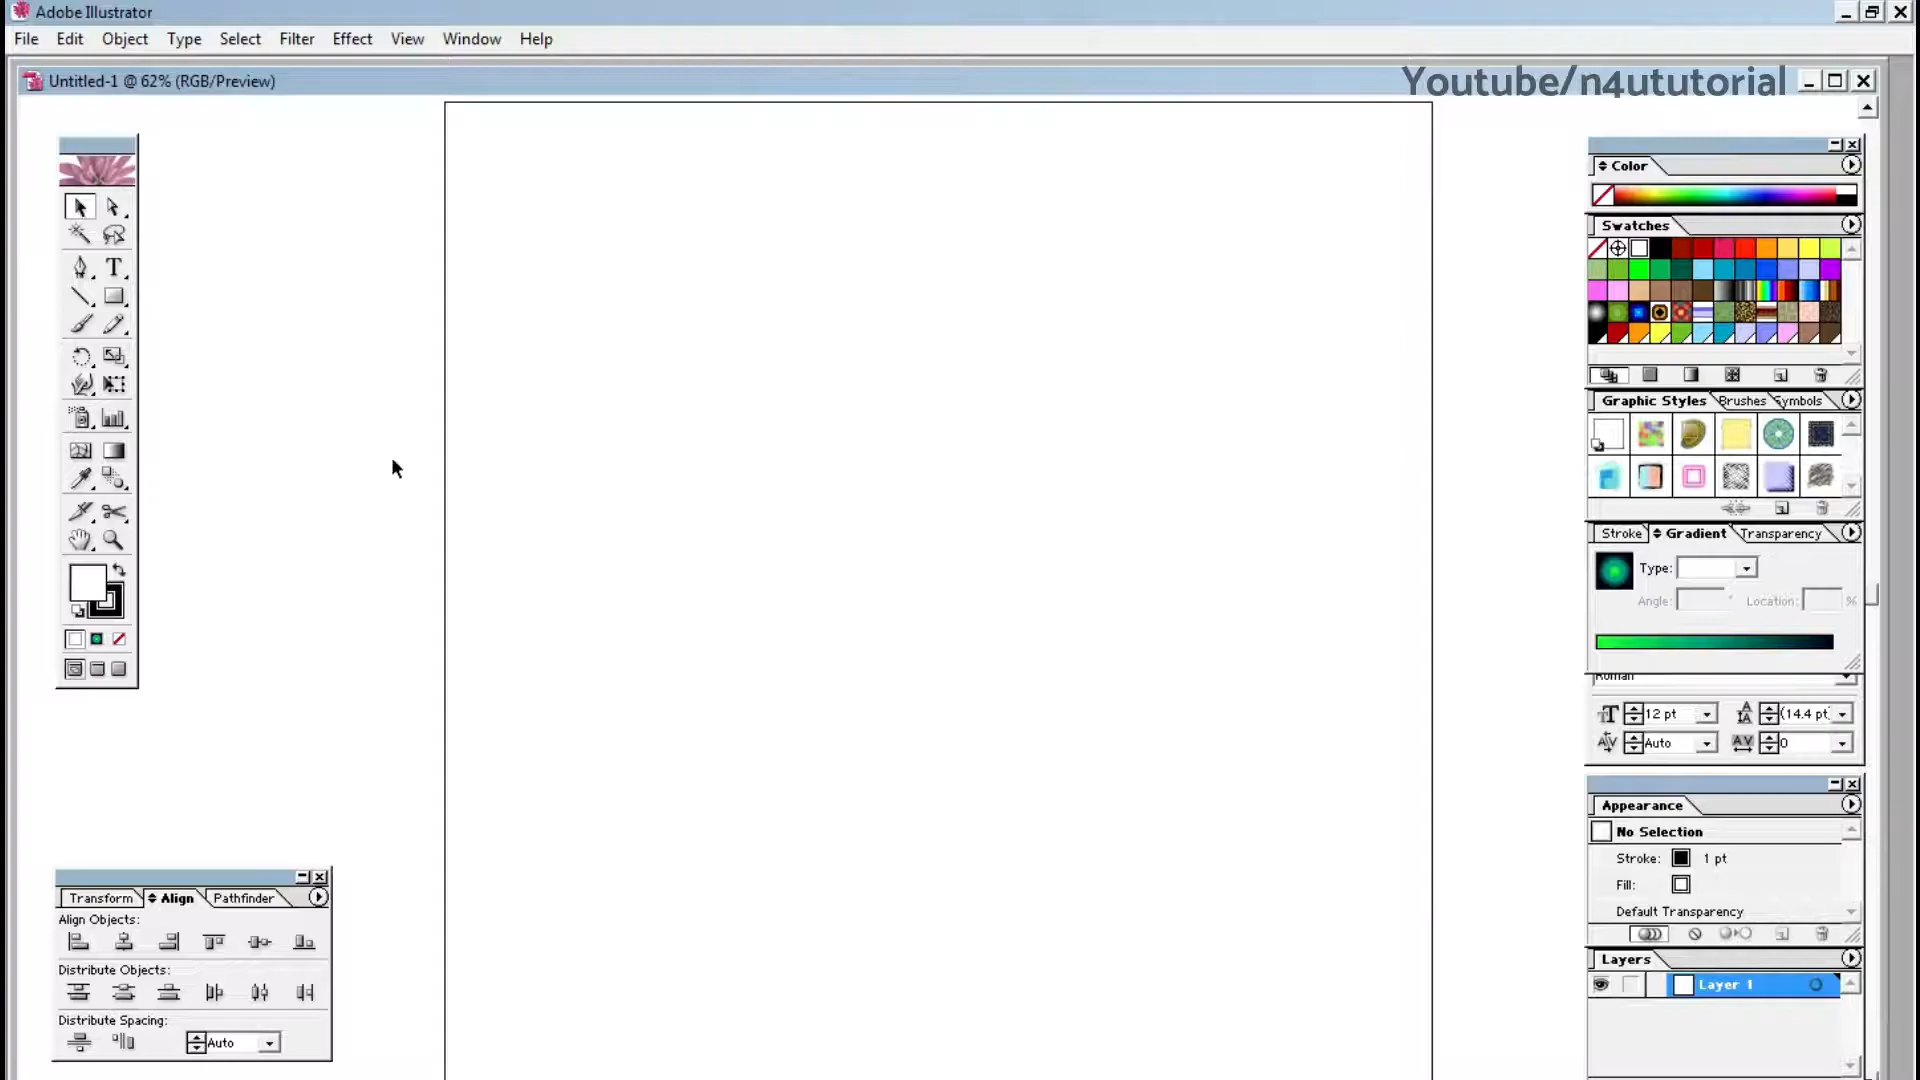 Adobe Illustrator
File Edit Object Type Select Filter Effect View Window Help
Untitled-1 @ 62% (RGB/Preview)
Youtube/n4ututorial
Color
Swatches
Graphic Styles Brushes Symbols
Stroke Gradient Transparency
Type:
Angle: ° Location: %
Roman
12 pt (14.4 pt)
Auto 0
Appearance
No Selection
Stroke: 1 pt
Fill:
Default Transparency
Layers
Layer 1
Transform Align Pathfinder
Align Objects:
Distribute Objects:
Distribute Spacing:
Auto